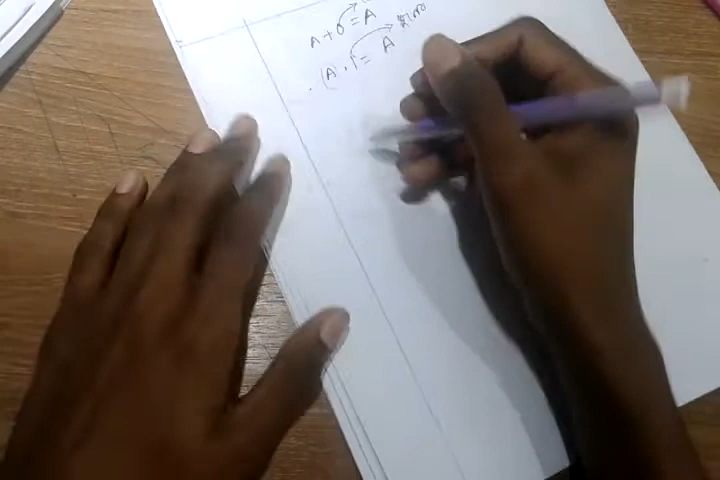 A + 0 = A
(A . 1 = A